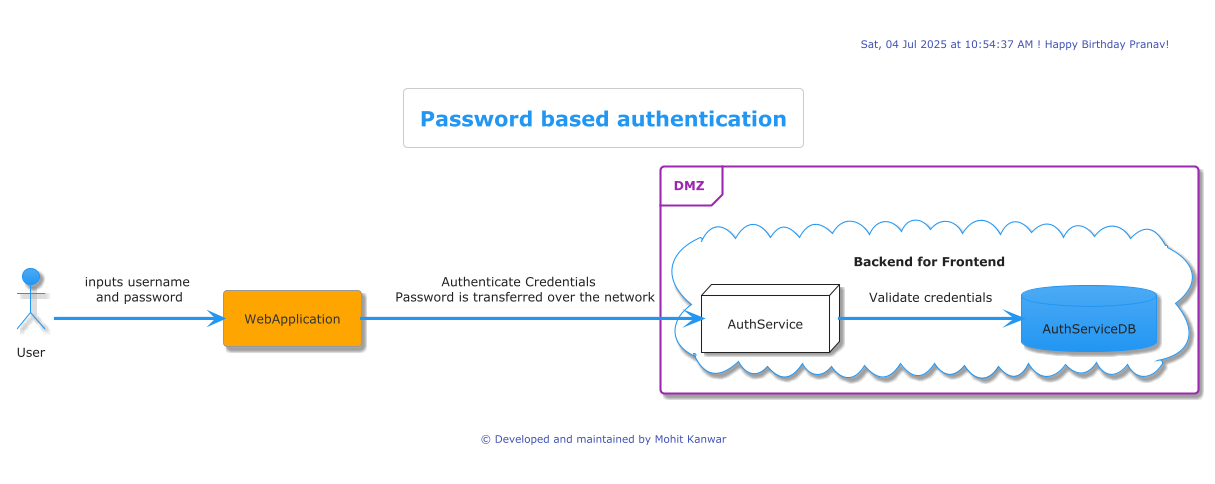 Sat, 04 Jul 2025 at 10:54:37 AM ! Happy Birthday Pranav!
Password based authentication
DMZ
Backend for Frontend
inputs username
and password
Authenticate Credentials
Password is transferred over the network
Validate credentials
WebApplication
AuthService
AuthServiceDB
User
© Developed and maintained by Mohit Kanwar